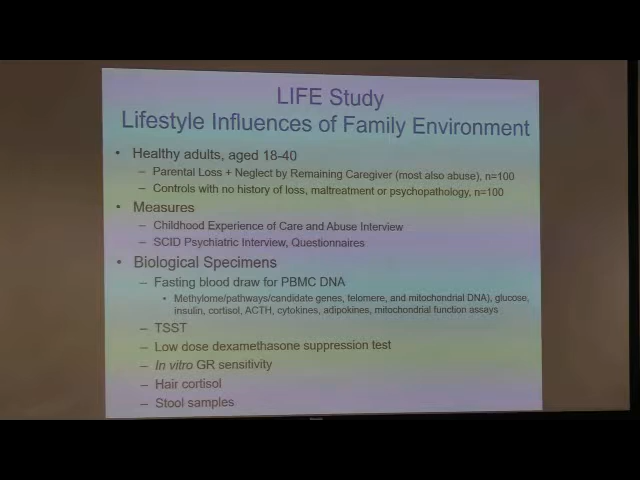 LIFE Study
Lifestyle Influences of Family Environment
• Healthy adults, aged 18-40
– Parental Loss + Neglect by Remaining Caregiver (most also abuse), n=100
– Controls with no history of loss, maltreatment or psychopathology, n=100
• Measures
– Childhood Experience of Care and Abuse Interview
– SCID Psychiatric Interview, Questionnaires
• Biological Specimens
– Fasting blood draw for PBMC DNA
• Methylome/pathways/candidate genes, telomere, and mitochondrial DNA), glucose,
insulin, cortisol, ACTH, cytokines, adipokines, mitochondrial function assays
– TSST
– Low dose dexamethasone suppression test
– In vitro GR sensitivity
– Hair cortisol
– Stool samples